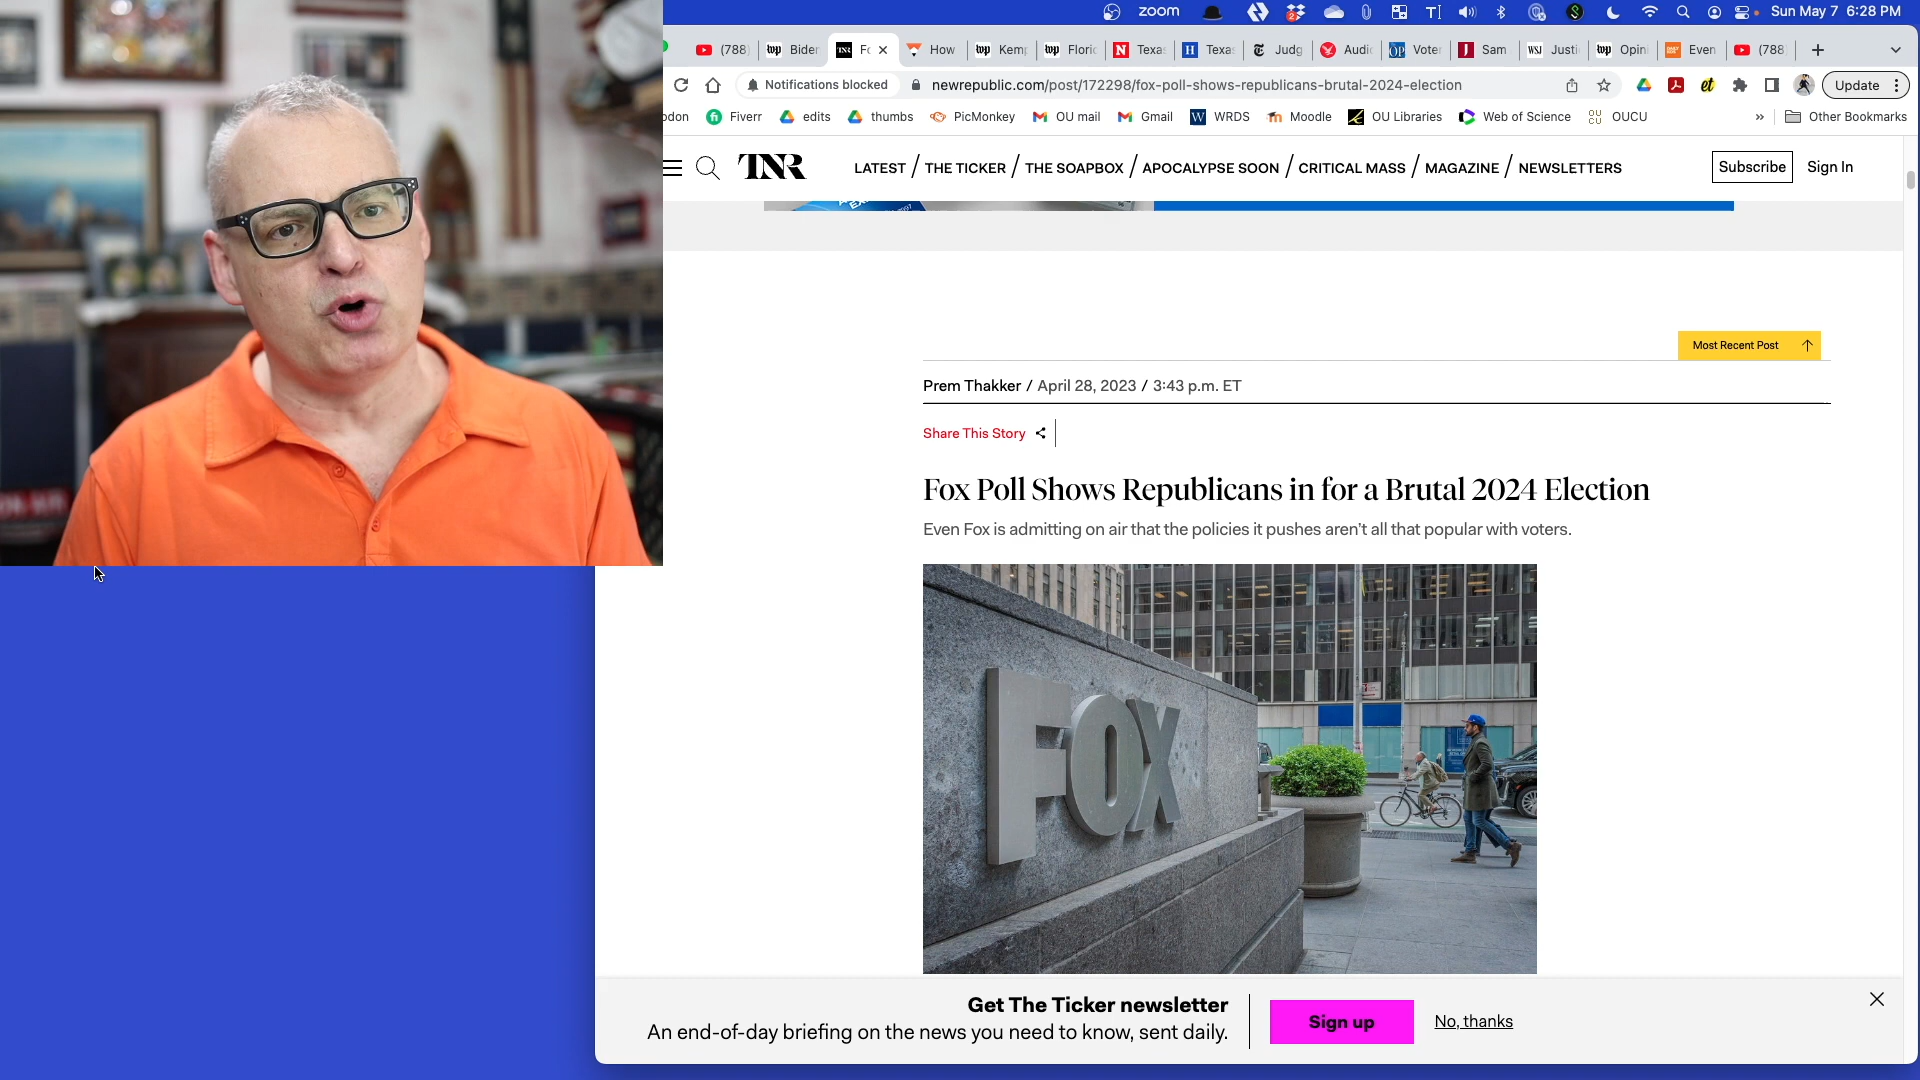 zoom
Sun May 7 6:28 PM
(788
Bider
How
Kemp
Flori
Texa
Texa
Judg
Audi
Vote
Sam
Justi
Opini
Even
(788
Notifications blocked
newrepublic.com/post/172298/fox-poll-shows-republicans-brutal-2024-election
Update
odon
Fiverr
edits
thumbs
PicMonkey
OU mail
Gmail
WRDS
Moodle
OU Libraries
Web of Science
OUCU
»
Other Bookmarks
TNR
LATEST / THE TICKER / THE SOAPBOX / APOCALYPSE SOON / CRITICAL MASS / MAGAZINE / NEWSLETTERS
Subscribe
Sign In
Most Recent Post
Prem Thakker / April 28, 2023 / 3:43 p.m. ET
Share This Story
Fox Poll Shows Republicans in for a Brutal 2024 Election
Even Fox is admitting on air that the policies it pushes aren’t all that popular with voters.
FOX
Get The Ticker newsletter
An end-of-day briefing on the news you need to know, sent daily.
Sign up
No, thanks